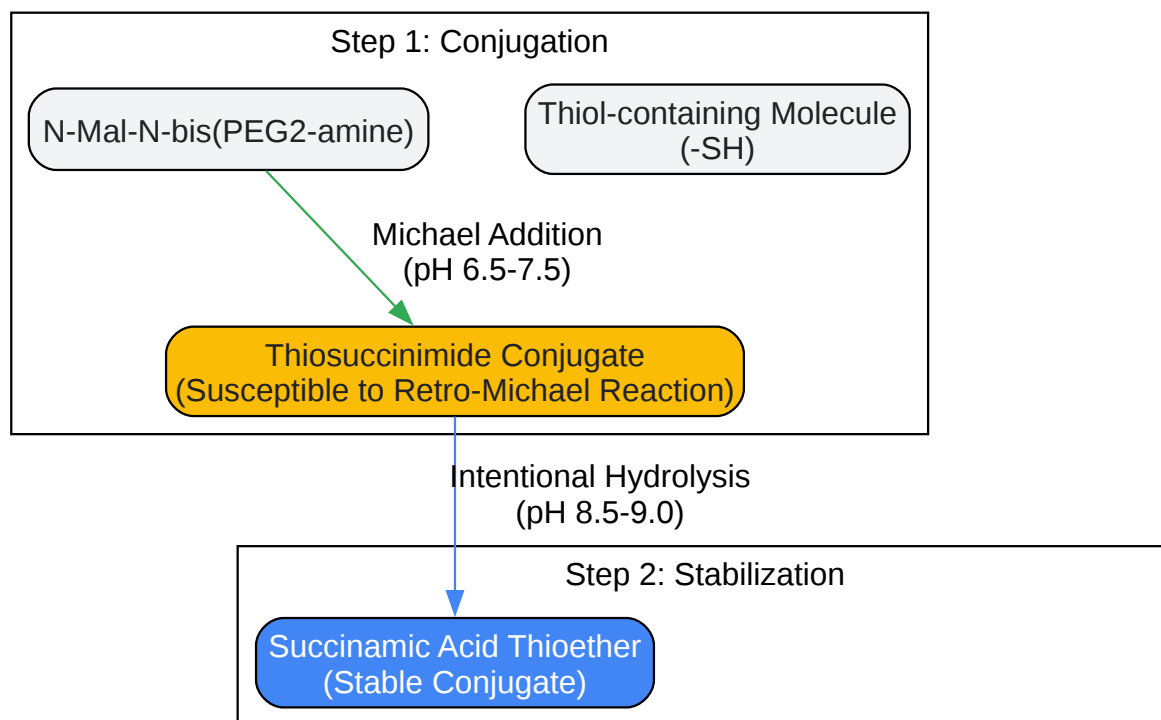 Step 1: Conjugation
N-Mal-N-bis(PEG2-amine)
Thiol-containing Molecule
(-SH)
Michael Addition
(pH 6.5-7.5)
Thiosuccinimide Conjugate
(Susceptible to Retro-Michael Reaction)
Intentional Hydrolysis
(pH 8.5-9.0)
Step 2: Stabilization
Succinamic Acid Thioether
(Stable Conjugate)